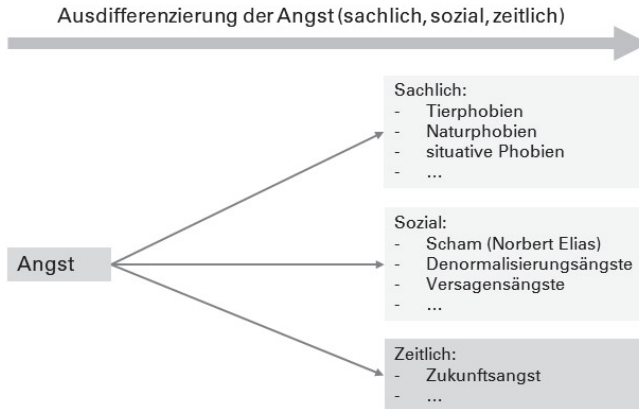 Ausdifferenzierung der Angst (sachlich, sozial, zeitlich)
Sachlich:
- Tierphobien
- Naturphobien
- situative Phobien
- ...
Angst
Sozial:
- Scham (Norbert Elias)
- Denormalisierungsängste
- Versagensängste
- ...
Zeitlich:
- Zukunftsangst
- ...